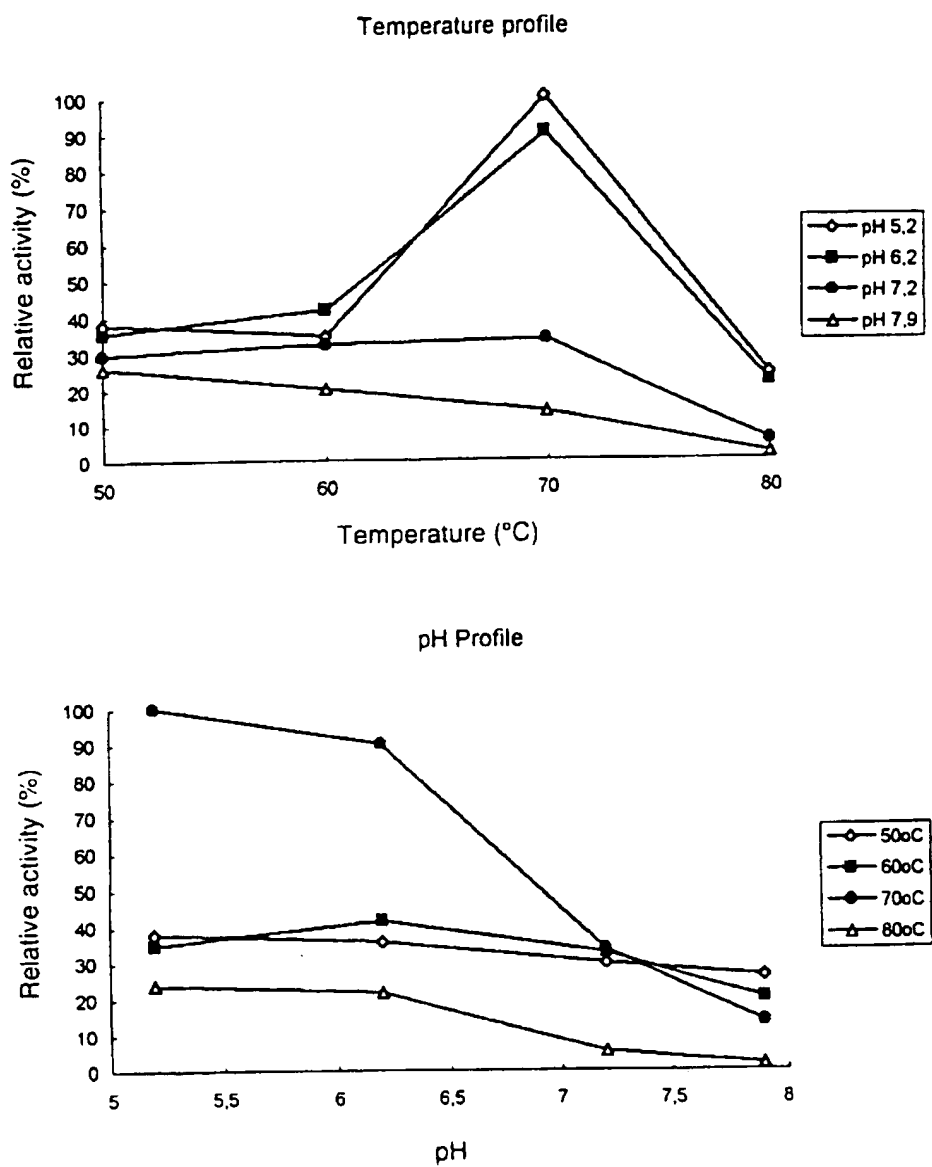 Temperature profile
100
90
80
70
60
50
40
30
20
10
0
Relative activity (%)
50
60
70
80
Temperature (°C)
pH 5,2
pH 6,2
pH 7,2
pH 7,9
pH Profile
100
90
80
70
60
50
40
30
20
10
0
Relative activity (%)
5
5,5
6
6,5
7
7,5
8
pH
50oC
60oC
70oC
80oC